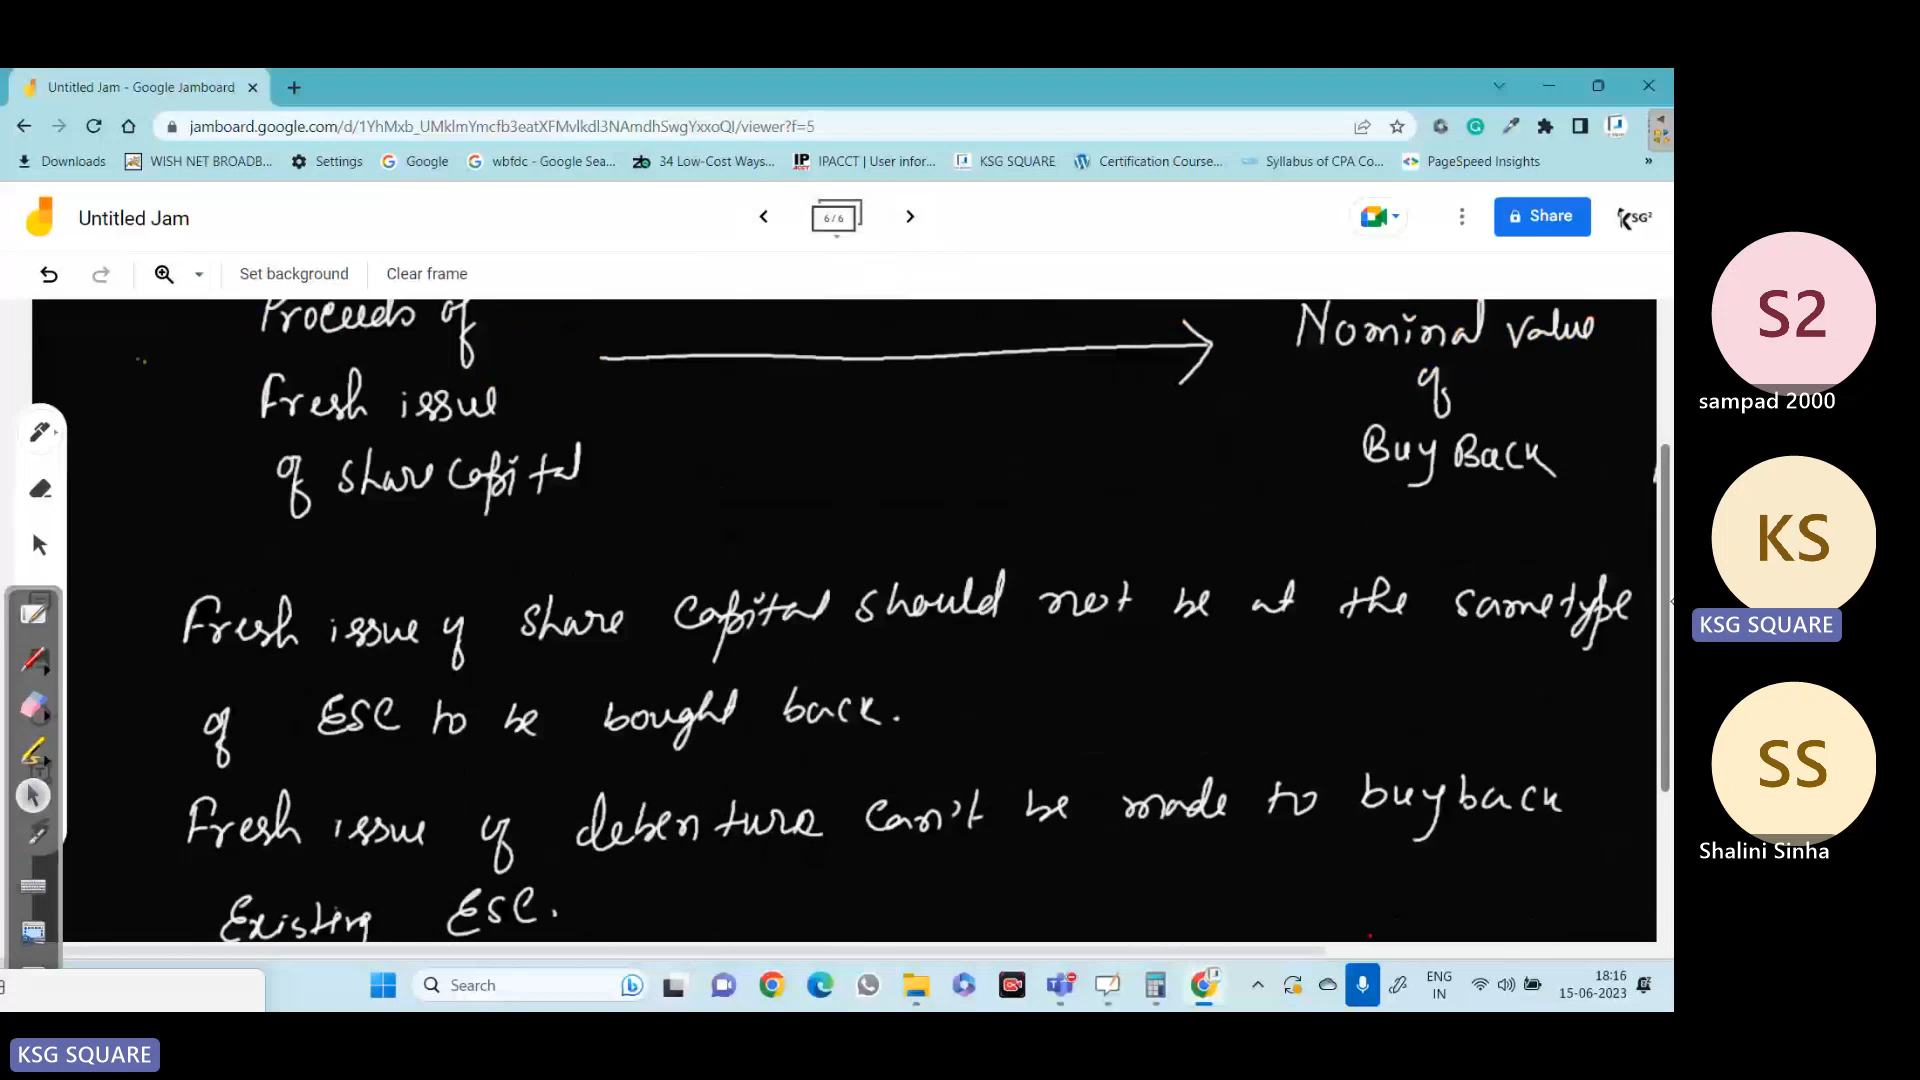 Untitled Jam - Google Jamboard
jamboard.google.com/d/1YhMxb_UMklmYmcfb3eatXFMvlkdl3NAmdhSwgYxxoQI/viewer?f=5
Downloads WISH NET BROADB... Settings Google wbfdc - Google Sea... 34 Low-Cost Ways... IPACCT | User infor... KSG SQUARE Certification Course... Syllabus of CPA Co... PageSpeed Insights »
Untitled Jam 6 / 6 Share KSG²
Set background Clear frame
Proceeds of
Fresh issue
of share capital
Nominal value
of
Buy Back
Fresh issue of share capital should not be at the same type
of ESC to be bought back.
Fresh issue of debenture can't be made to buyback
Existing ESC.
S2
sampad 2000
KS
KSG SQUARE
SS
Shalini Sinha
Search
ENG
IN
18:16
15-06-2023
KSG SQUARE